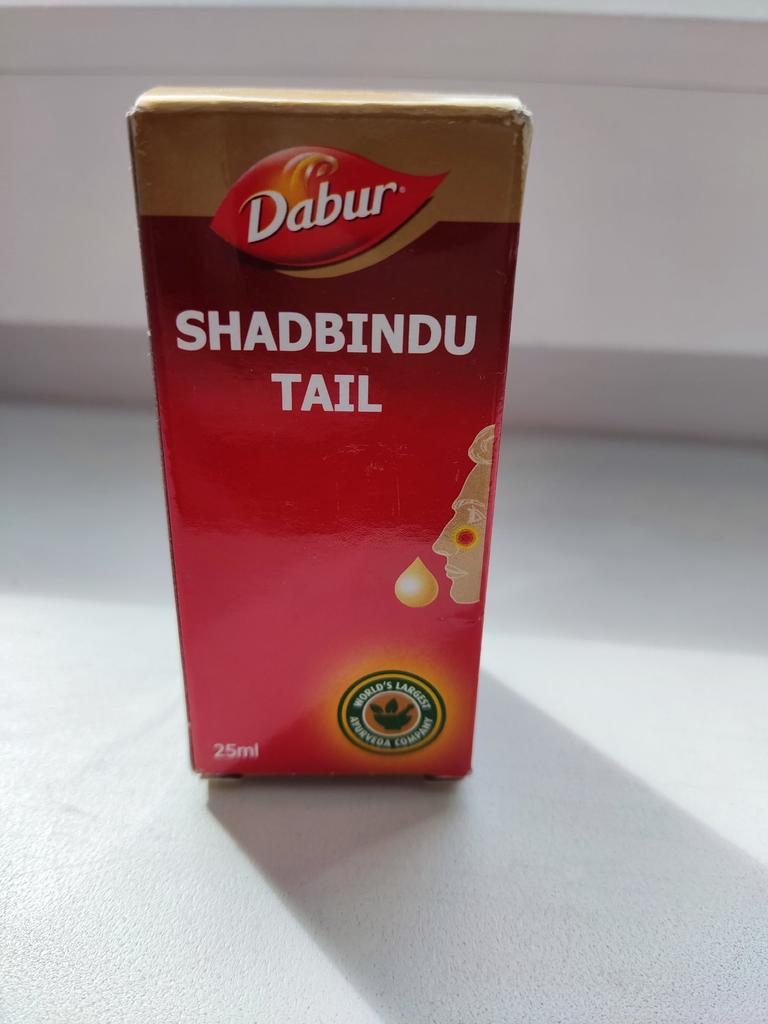 Dabur
SHADBINDU
TAIL
WORLD'S LARGEST
AYURVEDA COMPANY
25ml